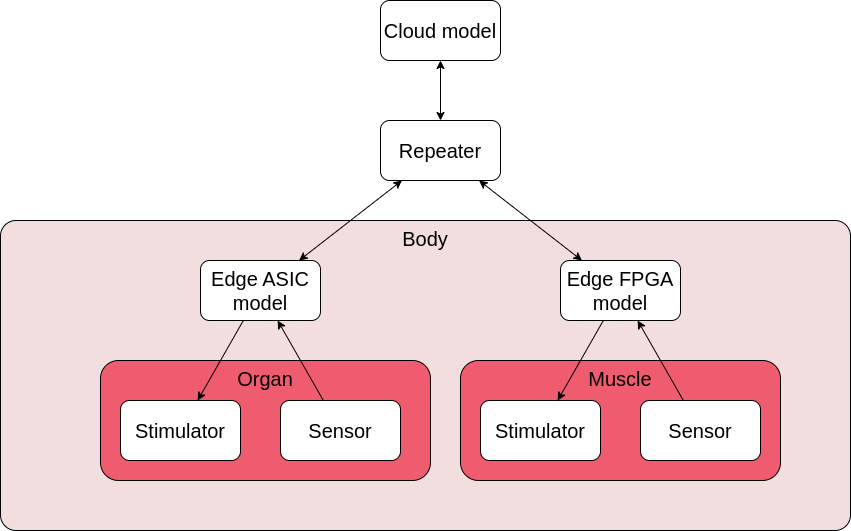 Cloud model
Repeater
Body
Edge ASIC
model
Edge FPGA
model
Organ
Muscle
Stimulator
Sensor
Stimulator
Sensor